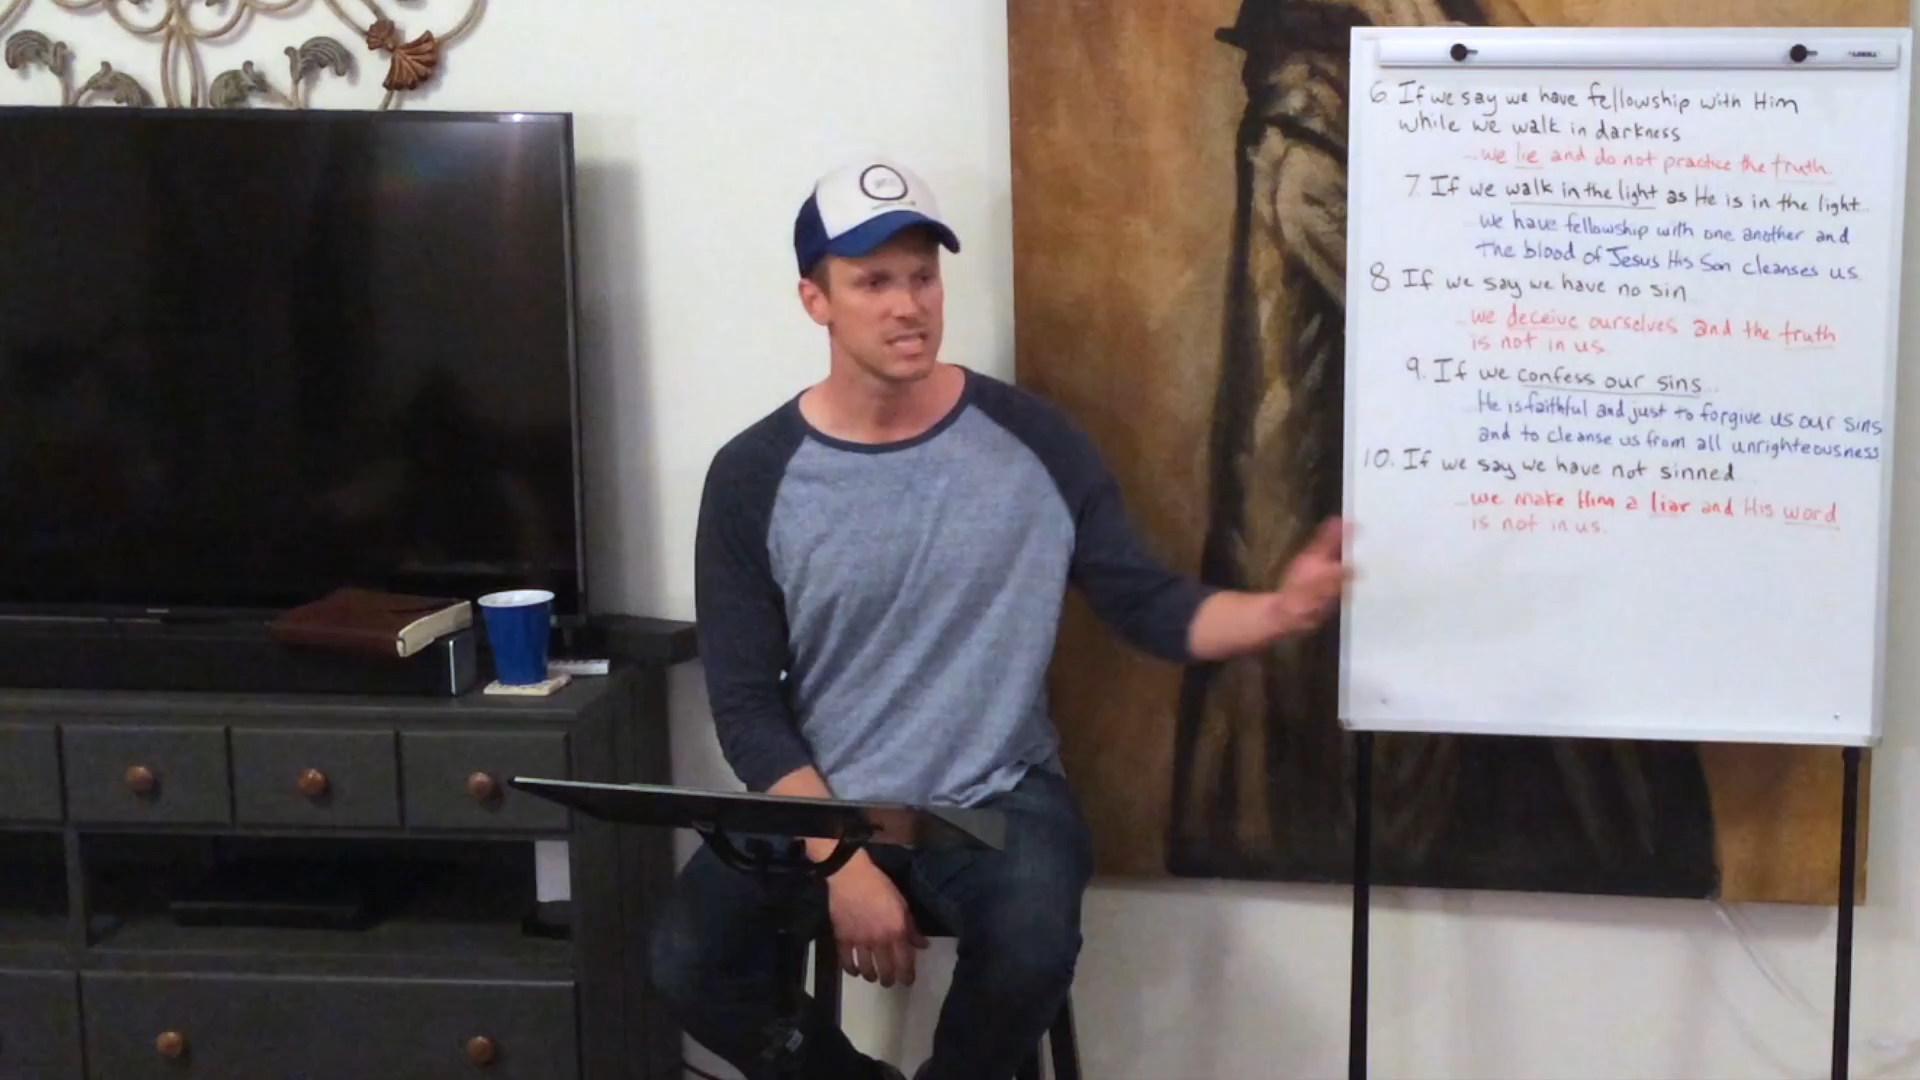 6. If we say we have fellowship with Him
while we walk in darkness
...we lie and do not practice the truth.
7. If we walk in the light as He is in the light...
...we have fellowship with one another and
the blood of Jesus His Son cleanses us
8. If we say we have no sin
...we deceive ourselves and the truth
is not in us
9. If we confess our sins...
He is faithful and just to forgive us our sins
and to cleanse us from all unrighteousness
10. If we say we have not sinned...
...we make Him a liar and His word
is not in us.